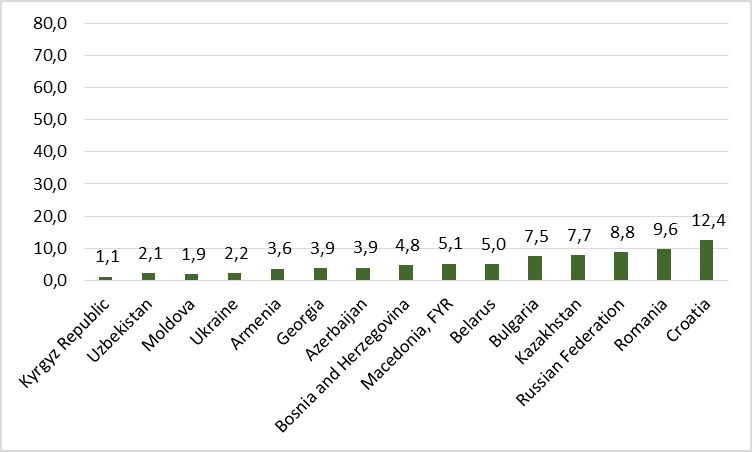 80,0
70,0
60,0
50,0
40,0
30,0
20,0
10,0
0,0
1,1
2,1
1,9
2,2
3,6
3,9
3,9
4,8
5,1
5,0
7,5
7,7
8,8
9,6
12,4
Kyrgyz Republic
Uzbekistan
Moldova
Ukraine
Armenia
Georgia
Azerbaijan
Bosnia and Herzegovina
Macedonia, FYR
Belarus
Bulgaria
Kazakhstan
Russian Federation
Romania
Croatia